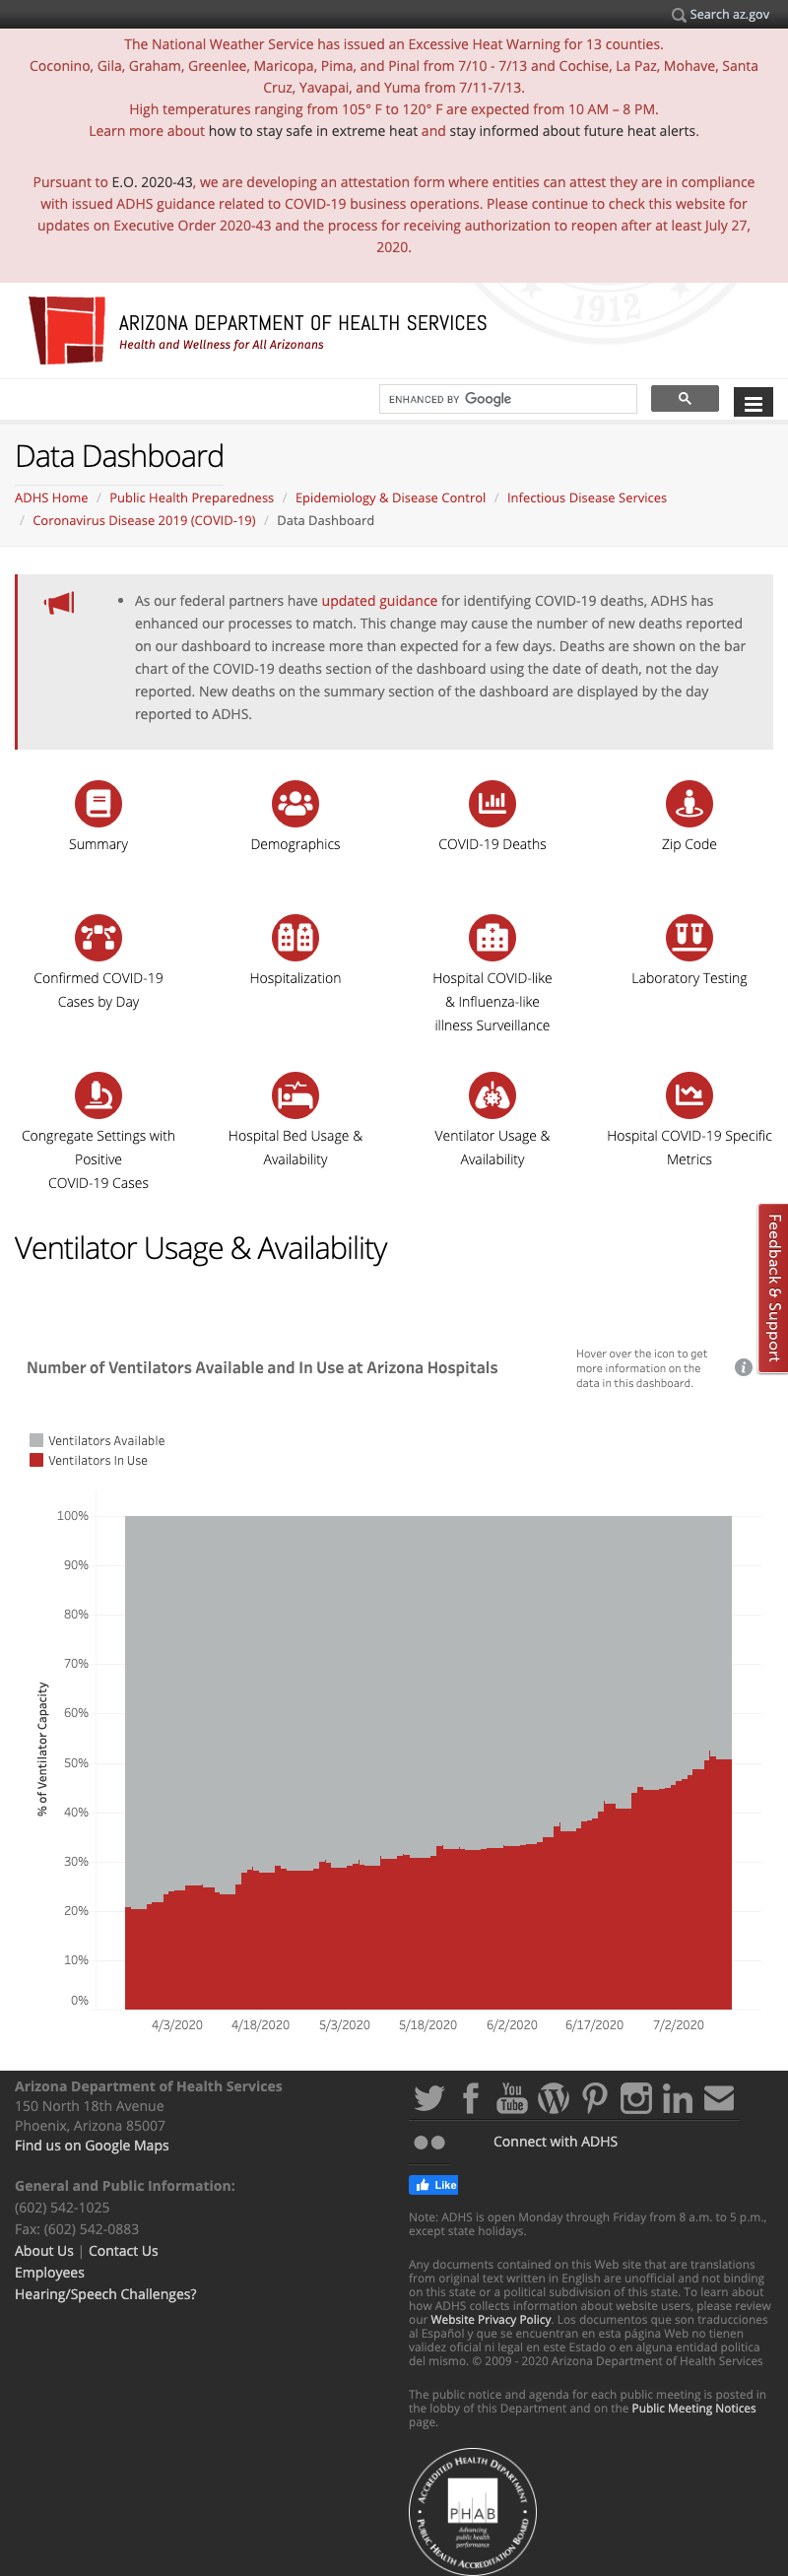 Search az.gov
The National Weather Service has issued an Excessive Heat Warning for 13 counties.
Coconino, Gila, Graham, Greenlee, Maricopa, Pima, and Pinal from 7/10 - 7/13 and Cochise, La Paz, Mohave, Santa
Cruz, Yavapai, and Yuma from 7/11-7/13.
High temperatures ranging from 105° F to 120° F are expected from 10 AM – 8 PM.
Learn more about how to stay safe in extreme heat and stay informed about future heat alerts.
Pursuant to E.O. 2020-43, we are developing an attestation form where entities can attest they are in compliance
with issued ADHS guidance related to COVID-19 business operations. Please continue to check this website for
updates on Executive Order 2020-43 and the process for receiving authorization to reopen after at least July 27,
2020.
1912
ARIZONA DEPARTMENT OF HEALTH SERVICES
Health and Wellness for All Arizonans
ENHANCED BY Google
Data Dashboard
ADHS Home / Public Health Preparedness / Epidemiology & Disease Control / Infectious Disease Services
/ Coronavirus Disease 2019 (COVID-19) / Data Dashboard
• As our federal partners have updated guidance for identifying COVID-19 deaths, ADHS has
enhanced our processes to match. This change may cause the number of new deaths reported
on our dashboard to increase more than expected for a few days. Deaths are shown on the bar
chart of the COVID-19 deaths section of the dashboard using the date of death, not the day
reported. New deaths on the summary section of the dashboard are displayed by the day
reported to ADHS.
Summary
Demographics
COVID-19 Deaths
Zip Code
Confirmed COVID-19
Cases by Day
Hospitalization
Hospital COVID-like
& Influenza-like
illness Surveillance
Laboratory Testing
Congregate Settings with
Positive
COVID-19 Cases
Hospital Bed Usage &
Availability
Ventilator Usage &
Availability
Hospital COVID-19 Specific
Metrics
Feedback & Support
Ventilator Usage & Availability
Number of Ventilators Available and In Use at Arizona Hospitals
Hover over the icon to get
more information on the
data in this dashboard.
i
Ventilators Available
Ventilators In Use
% of Ventilator Capacity
100%
90%
80%
70%
60%
50%
40%
30%
20%
10%
0%
4/3/2020 4/18/2020 5/3/2020 5/18/2020 6/2/2020 6/17/2020 7/2/2020
Arizona Department of Health Services
150 North 18th Avenue
Phoenix, Arizona 85007
Find us on Google Maps
General and Public Information:
(602) 542-1025
Fax: (602) 542-0883
About Us | Contact Us
Employees
Hearing/Speech Challenges?
You
Tube
Connect with ADHS
Like
Note: ADHS is open Monday through Friday from 8 a.m. to 5 p.m.,
except state holidays.
Any documents contained on this Web site that are translations
from original text written in English are unofficial and not binding
on this state or a political subdivision of this state. To learn about
how ADHS collects information about website users, please review
our Website Privacy Policy. Los documentos que son traducciones
al Español y que se encuentran en esta página Web no tienen
validez oficial ni legal en este Estado o en alguna entidad politica
del mismo. © 2009 - 2020 Arizona Department of Health Services
The public notice and agenda for each public meeting is posted in
the lobby of this Department and on the Public Meeting Notices
page.
ACCREDITED HEALTH DEPARTMENT
PHAB
Advancing
public health
performance
PUBLIC HEALTH ACCREDITATION BOARD